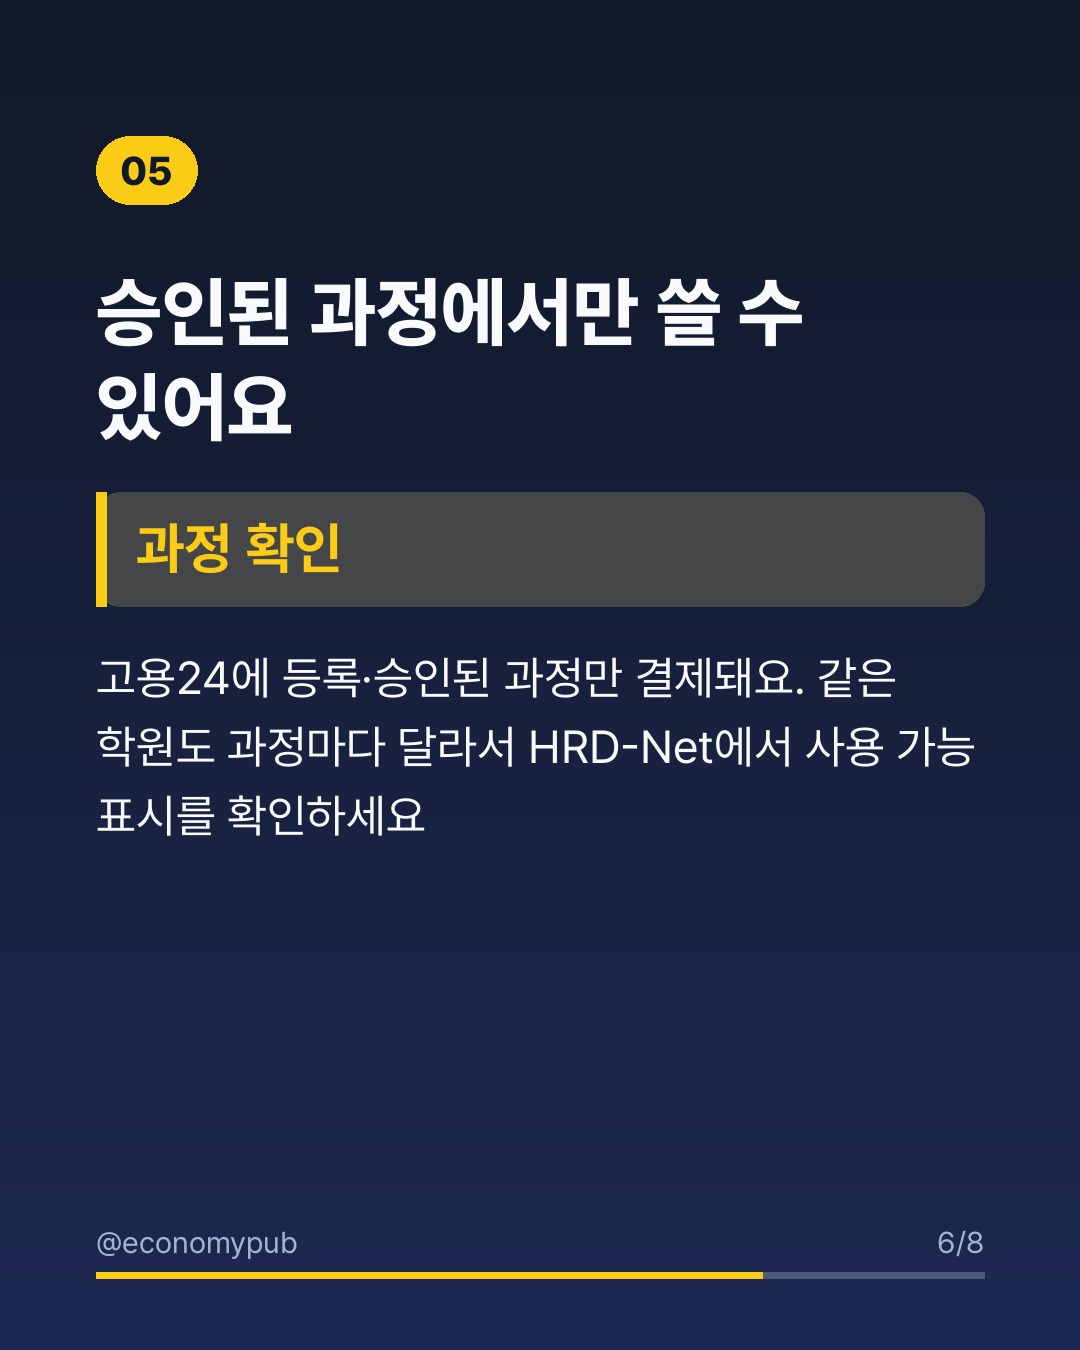 05
승인된 과정에서만 쓸 수
있어요
과정 확인
고용24에 등록·승인된 과정만 결제돼요. 같은
학원도 과정마다 달라서 HRD-Net에서 사용 가능
표시를 확인하세요
@economypub
6/8